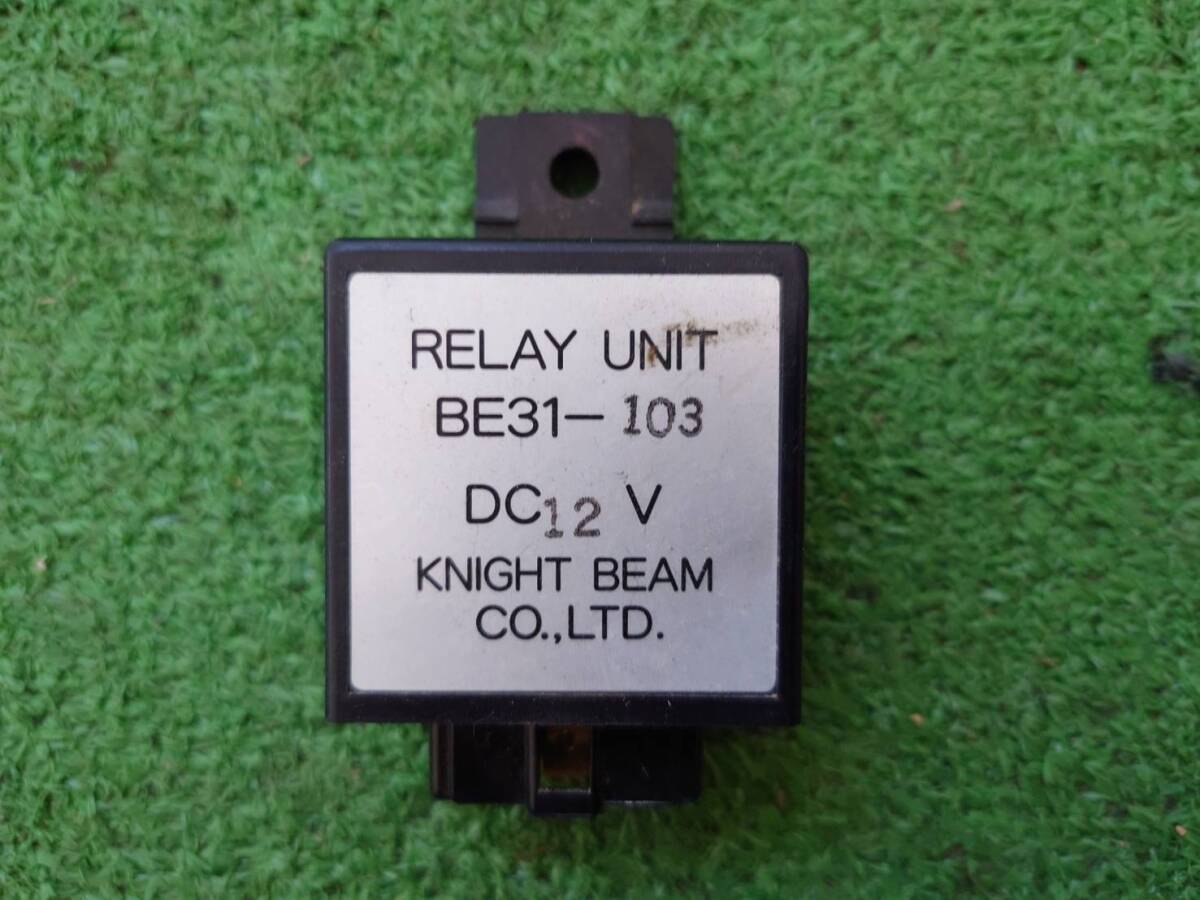 RELAY UNIT
BE31-103
DC12 V
KNIGHT BEAM
CO.,LTD.